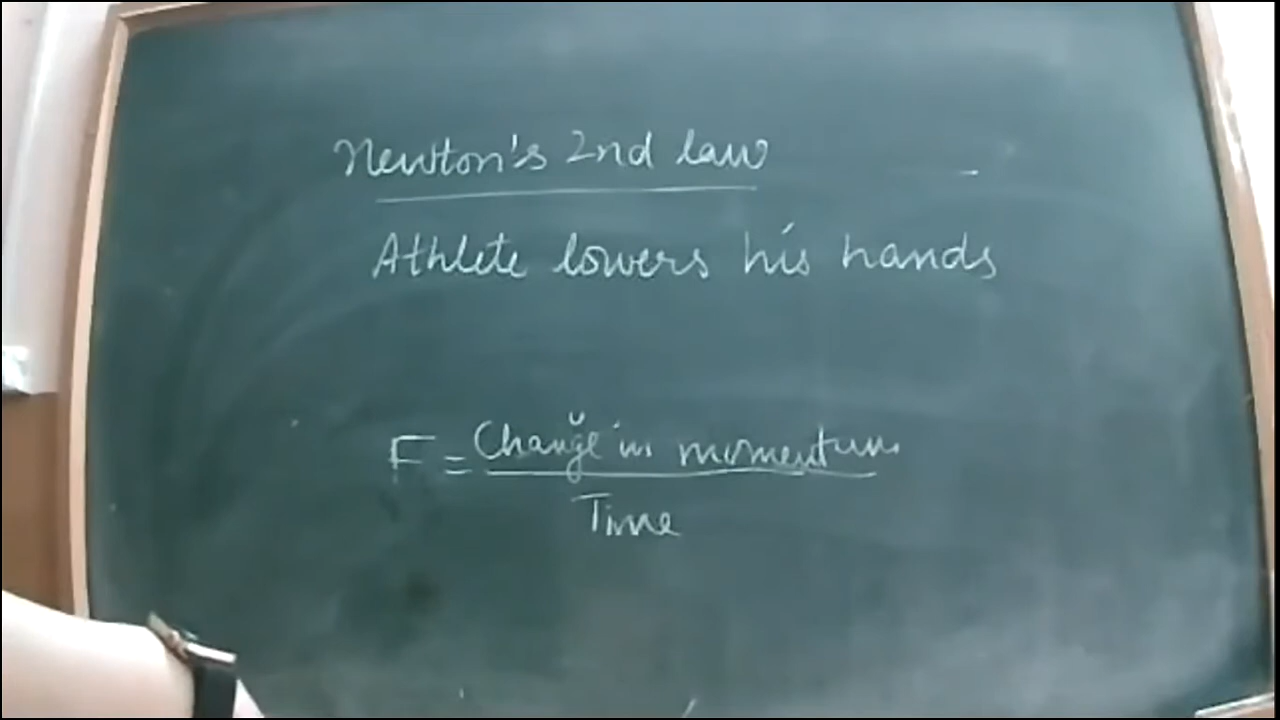 Newton's 2nd law
Athlete lowers his hands
F = Change in momentum
Time